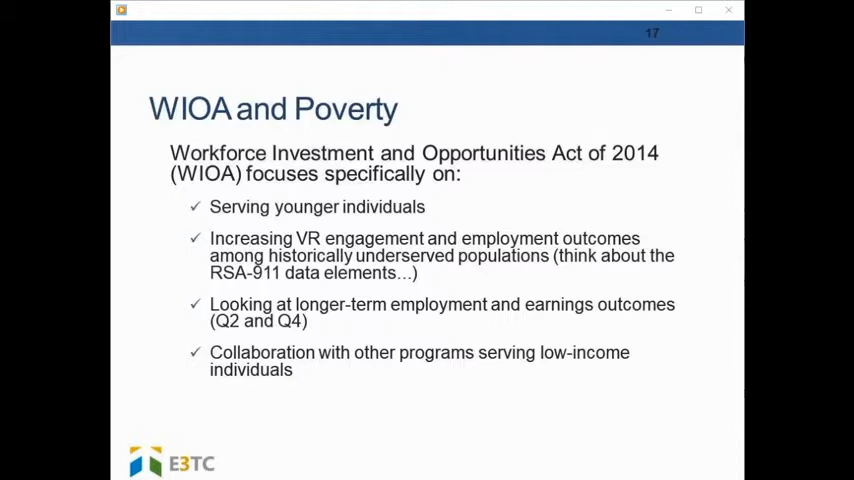 17
WIOA and Poverty
Workforce Investment and Opportunities Act of 2014
(WIOA) focuses specifically on:
✓ Serving younger individuals
✓ Increasing VR engagement and employment outcomes
among historically underserved populations (think about the
RSA-911 data elements...)
✓ Looking at longer-term employment and earnings outcomes
(Q2 and Q4)
✓ Collaboration with other programs serving low-income
individuals
E3TC